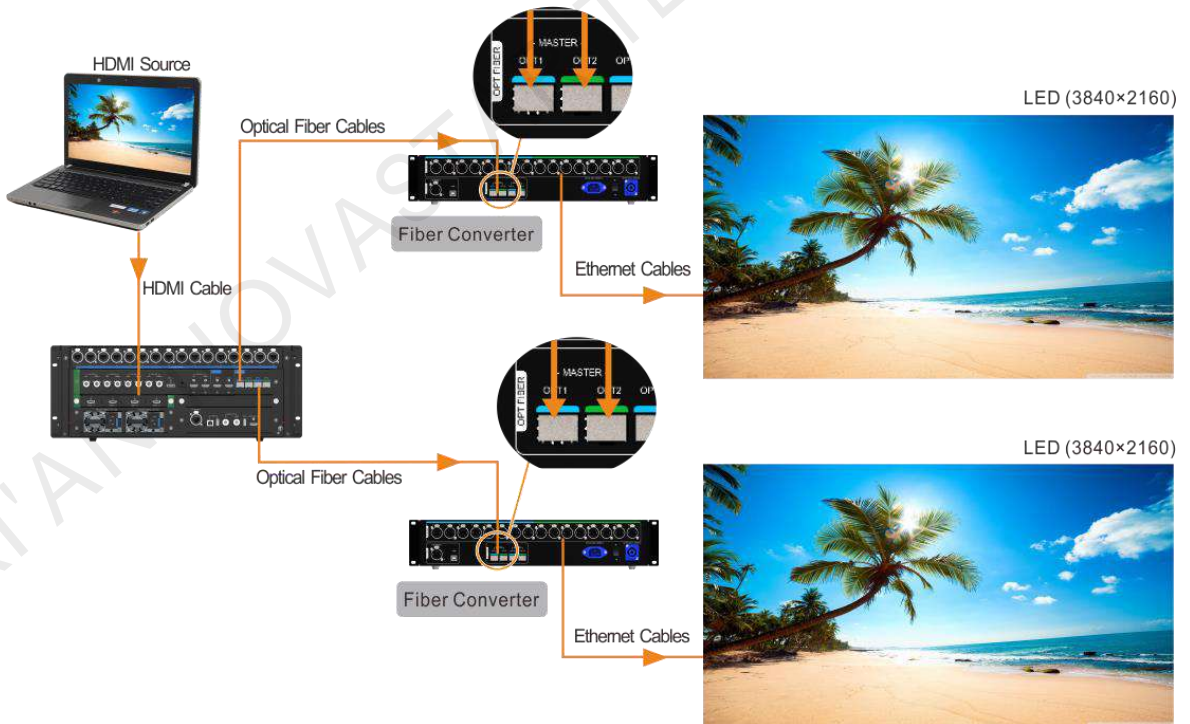 HDMI Source
- MASTER -
OPT FIBER
OPT1
OPT2
LED (3840×2160)
Optical Fiber Cables
Fiber Converter
Ethernet Cables
HDMI Cable
- MASTER
OPT FIBER
OPT1
OPT2
LED (3840×2160)
Optical Fiber Cables
Fiber Converter
Ethernet Cables